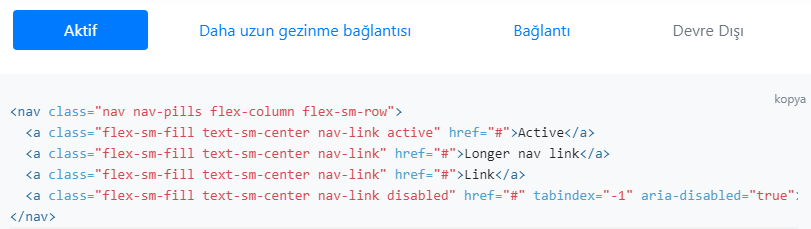 Aktif Daha uzun gezinme bağlantısı Bağlantı Devre Dışı
kopya
<nav class="nav nav-pills flex-column flex-sm-row">
  <a class="flex-sm-fill text-sm-center nav-link active" href="#">Active</a>
  <a class="flex-sm-fill text-sm-center nav-link" href="#">Longer nav link</a>
  <a class="flex-sm-fill text-sm-center nav-link" href="#">Link</a>
  <a class="flex-sm-fill text-sm-center nav-link disabled" href="#" tabindex="-1" aria-disabled="true">
</nav>